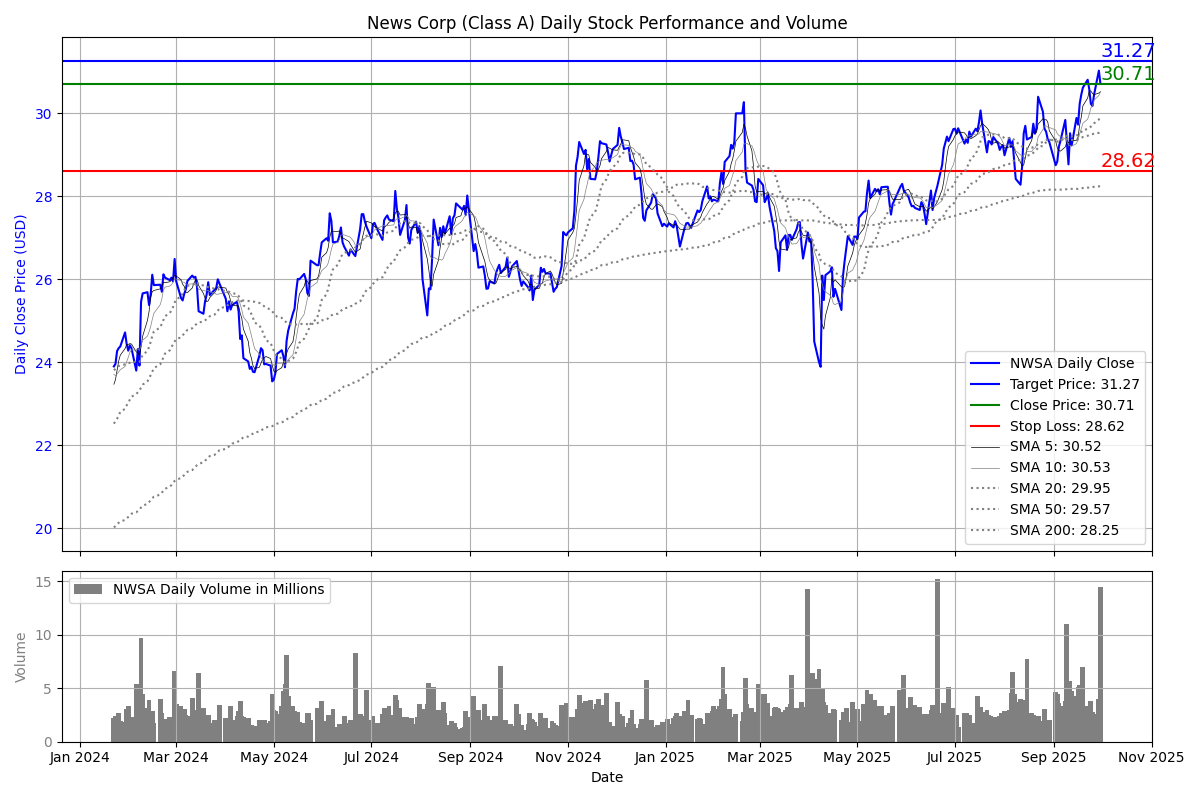 News Corp (Class A) Daily Stock Performance and Volume
31.27
30.71
28.62
Daily Close Price (USD)
30
28
26
24
22
20
NWSA Daily Close
Target Price: 31.27
Close Price: 30.71
Stop Loss: 28.62
SMA 5: 30.52
SMA 10: 30.53
SMA 20: 29.95
SMA 50: 29.57
SMA 200: 28.25
Volume
15
10
5
0
NWSA Daily Volume in Millions
Jan 2024 Mar 2024 May 2024 Jul 2024 Sep 2024 Nov 2024 Jan 2025 Mar 2025 May 2025 Jul 2025 Sep 2025 Nov 2025
Date